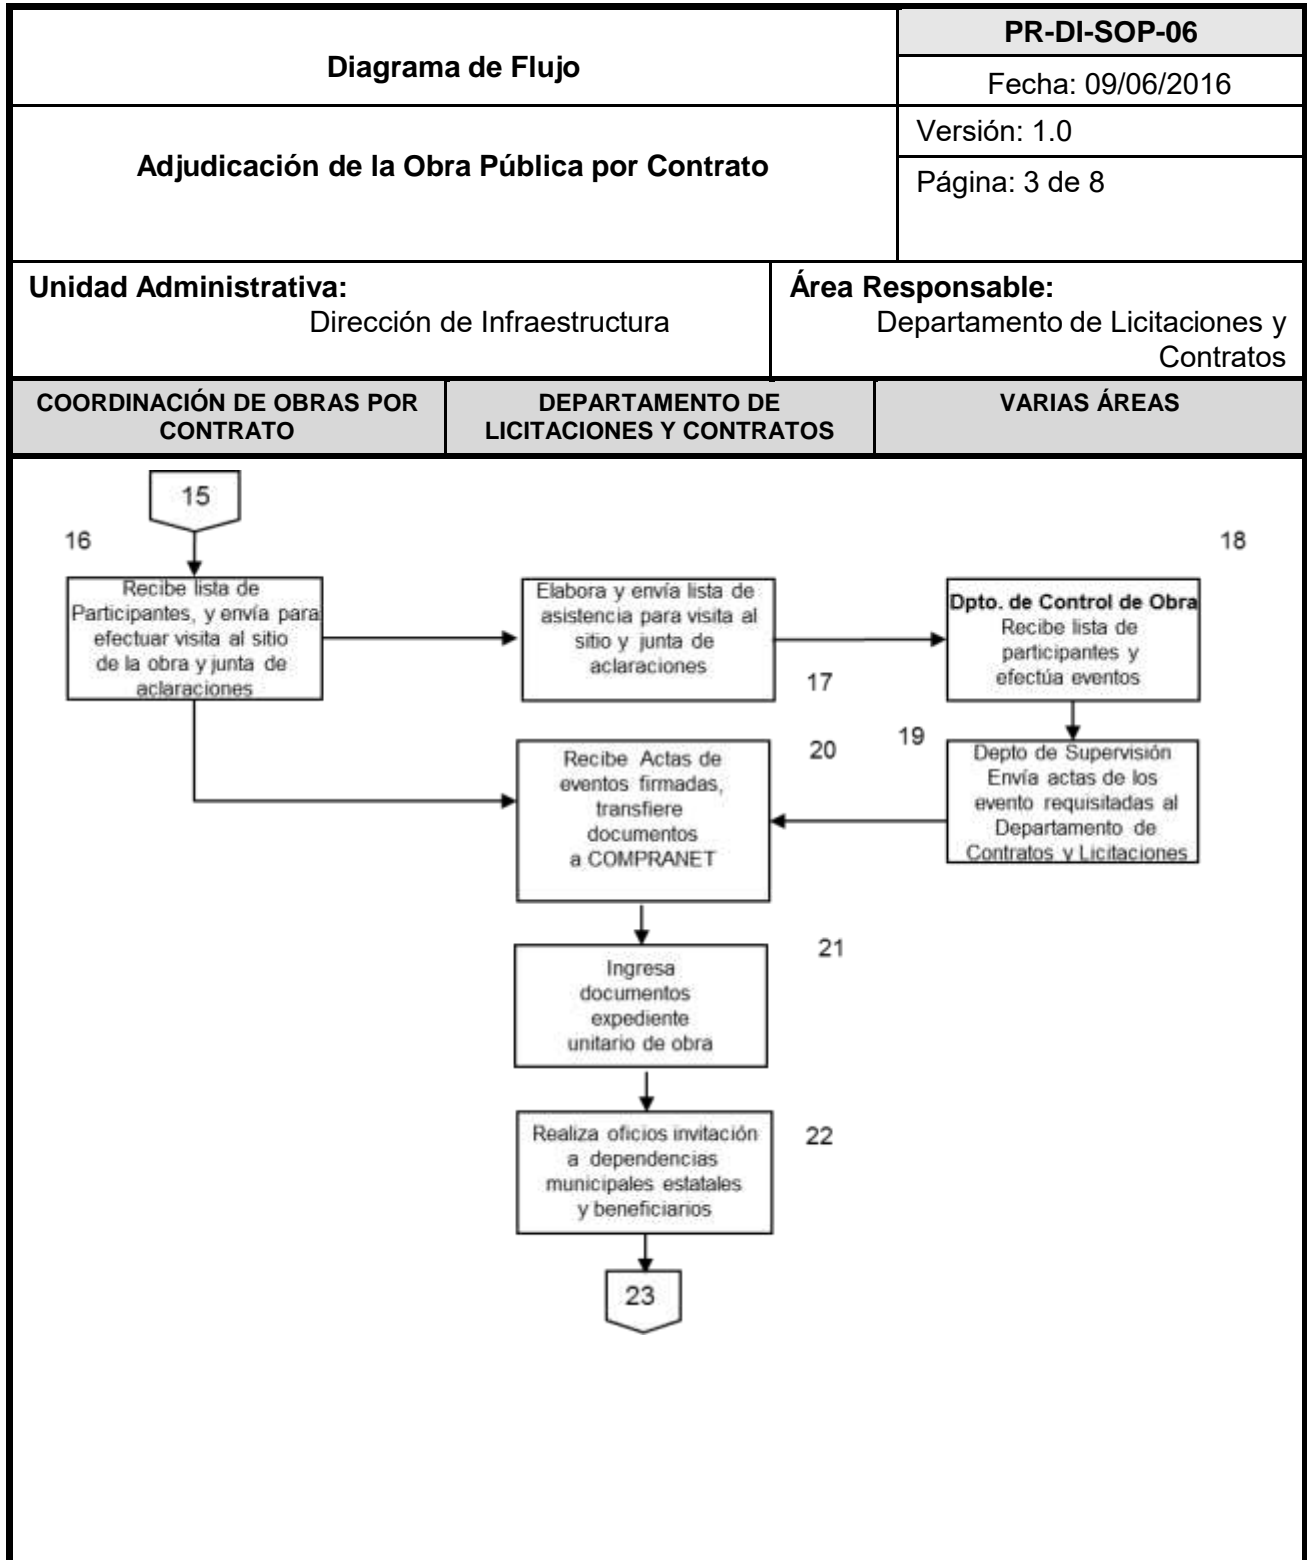 Diagrama de Flujo
PR-DI-SOP-06
Fecha: 09/06/2016
Adjudicación de la Obra Pública por Contrato
Versión: 1.0
Página: 3 de 8
Unidad Administrativa:
Dirección de Infraestructura
Área Responsable:
Departamento de Licitaciones y
Contratos
COORDINACIÓN DE OBRAS POR
CONTRATO
DEPARTAMENTO DE
LICITACIONES Y CONTRATOS
VARIAS ÁREAS
15
16
Recibe lista de
Participantes, y envía para
efectuar visita al sitio
de la obra y junta de
aclaraciones
Elabora y envía lista de
asistencia para visita al
sitio y junta de
aclaraciones
17
18
Dpto. de Control de Obra
Recibe lista de
participantes y
efectúa eventos
19
Depto de Supervisión
Envía actas de los
evento requisitadas al
Departamento de
Contratos y Licitaciones
20
Recibe Actas de
eventos firmadas,
transfiere
documentos
a COMPRANET
21
Ingresa
documentos
expediente
unitario de obra
22
Realiza oficios invitación
a dependencias
municipales estatales
y beneficiarios
23